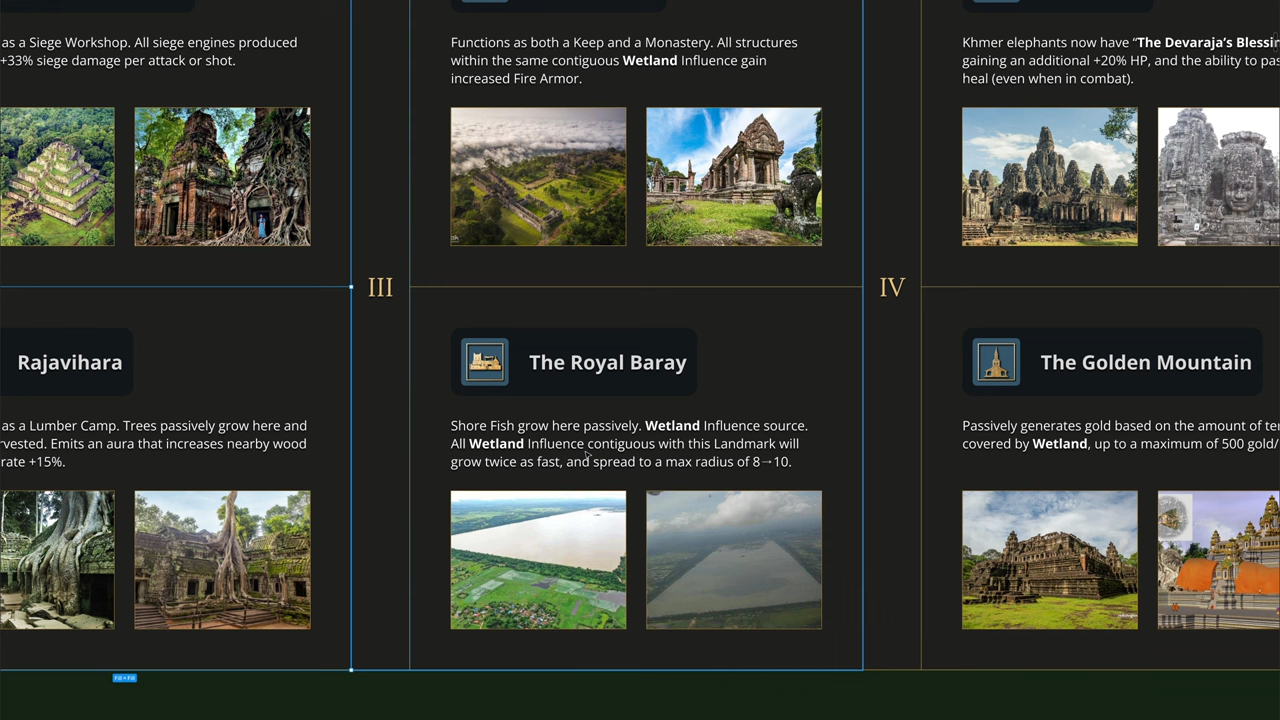 as a Siege Workshop. All siege engines produced
+33% siege damage per attack or shot.
Functions as both a Keep and a Monastery. All structures
within the same contiguous Wetland Influence gain
increased Fire Armor.
Khmer elephants now have “The Devaraja’s Blessin
gaining an additional +20% HP, and the ability to pas
heal (even when in combat).
III
IV
Rajavihara
The Royal Baray
The Golden Mountain
as a Lumber Camp. Trees passively grow here and
rvested. Emits an aura that increases nearby wood
rate +15%.
Shore Fish grow here passively. Wetland Influence source.
All Wetland Influence contiguous with this Landmark will
grow twice as fast, and spread to a max radius of 8→10.
Passively generates gold based on the amount of ter
covered by Wetland, up to a maximum of 500 gold/
Fill × Fill